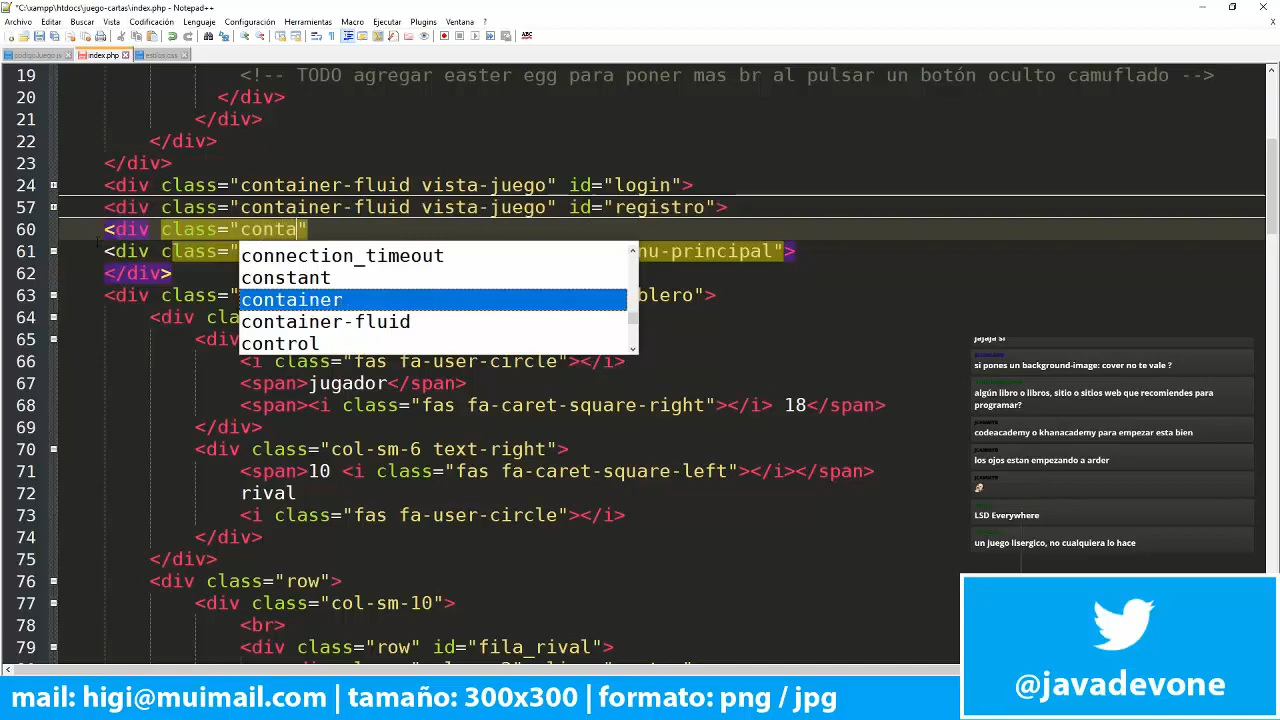 *C:\xampp\htdocs\juego-cartas\index.php - Notepad++
Archivo Editar Buscar Vista Codificación Lenguaje Configuración Herramientas Macro Ejecutar Plugins Ventana ?
codigoJuego.js index.php estilos.css
19 <!-- TODO agregar easter egg para poner mas br al pulsar un botón oculto camuflado -->
20 </div>
21 </div>
22 </div>
23 </div>
24 <div class="container-fluid vista-juego" id="login">
57 <div class="container-fluid vista-juego" id="registro">
60 <div class="conta"
61 <div class=" nu-principal">
connection_timeout
constant
container
container-fluid
control
62 </div>
63 <div class= blero">
64 <div cla
65 <div
66 <i class="fas fa-user-circle"></i>
67 <span>jugador</span>
68 <span><i class="fas fa-caret-square-right"></i> 18</span>
69 </div>
70 <div class="col-sm-6 text-right">
71 <span>10 <i class="fas fa-caret-square-left"></i></span>
72 rival
73 <i class="fas fa-user-circle"></i>
74 </div>
75 </div>
76 <div class="row">
77 <div class="col-sm-10">
78 <br>
79 <div class="row" id="fila_rival">
jajaja si
si pones un background-image: cover no te vale ?
algún libro o libros, sitio o sitios web que recomiendes para
programar?
codeacademy o khanacademy para empezar esta bien
los ojos estan empezando a arder
LSD Everywhere
un juego lisergico, no cualquiera lo hace
@javadevone
mail: higi@muimail.com | tamaño: 300x300 | formato: png / jpg